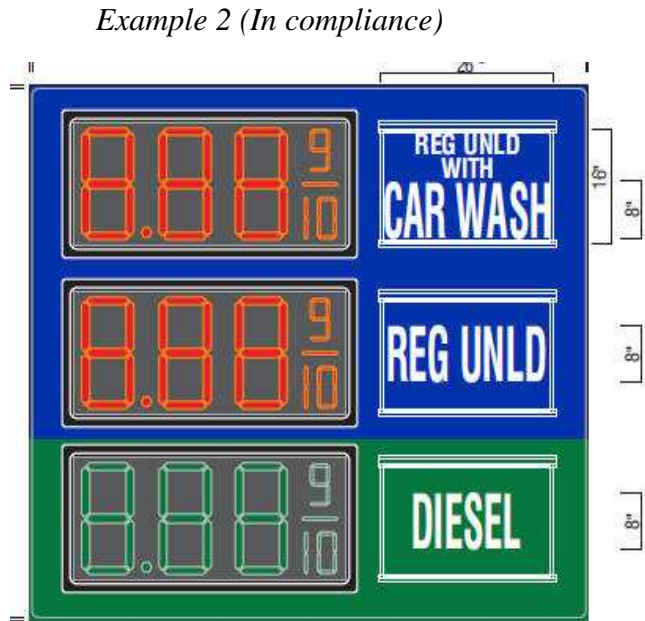 Example 2 (In compliance)
26"
8.88 9/10
REG UNLD
WITH
CAR WASH
16"
8"
8.88 9/10
REG UNLD
8"
8.88 9/10
DIESEL
8"